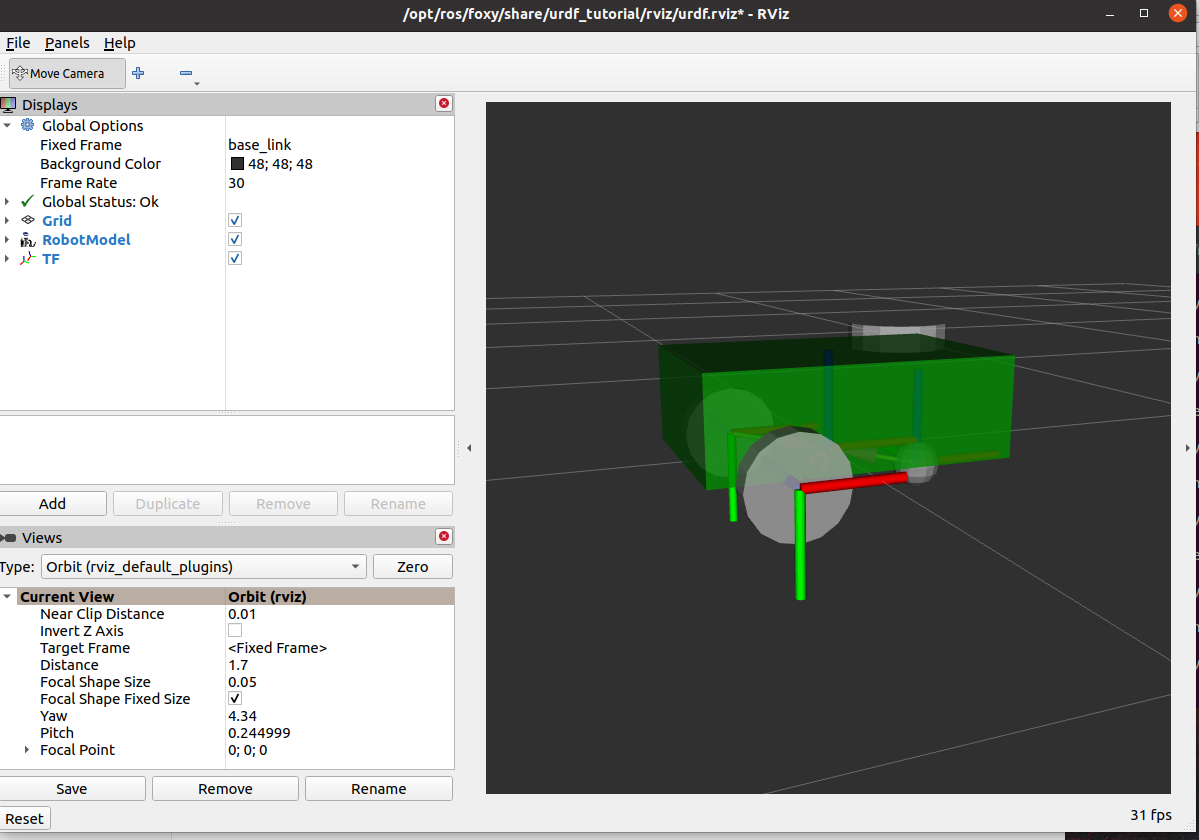 /opt/ros/foxy/share/urdf_tutorial/rviz/urdf.rviz* - RViz
File Panels Help
Move Camera
Displays
Global Options
Fixed Frame base_link
Background Color 48; 48; 48
Frame Rate 30
Global Status: Ok
Grid
RobotModel
TF
Add Duplicate Remove Rename
Views
Type: Orbit (rviz_default_plugins) Zero
Current View Orbit (rviz)
Near Clip Distance 0.01
Invert Z Axis
Target Frame <Fixed Frame>
Distance 1.7
Focal Shape Size 0.05
Focal Shape Fixed Size
Yaw 4.34
Pitch 0.244999
Focal Point 0; 0; 0
Save Remove Rename
Reset 31 fps